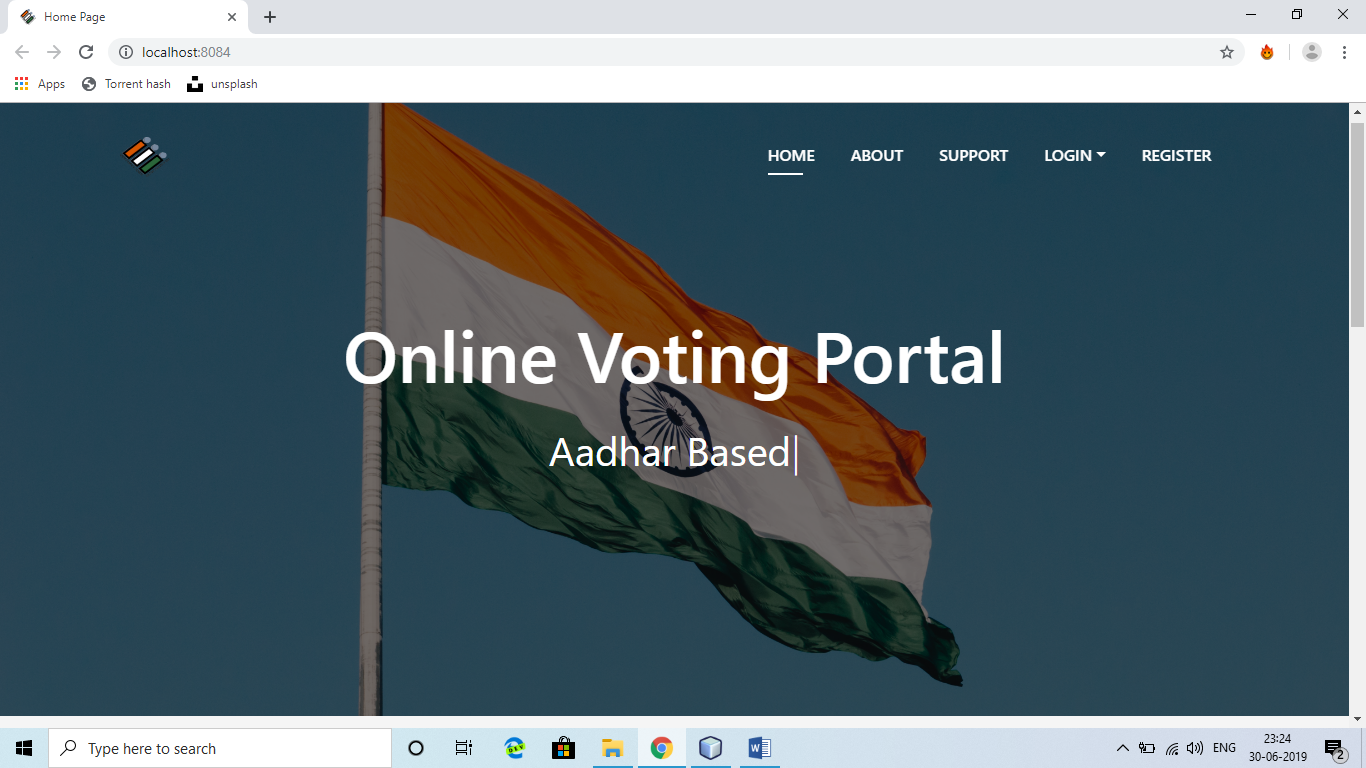 Home Page
localhost:8084
Apps Torrent hash unsplash
HOME ABOUT SUPPORT LOGIN REGISTER
Online Voting Portal
Aadhar Based
Type here to search
DEV
W
ENG
23:24
30-06-2019
2